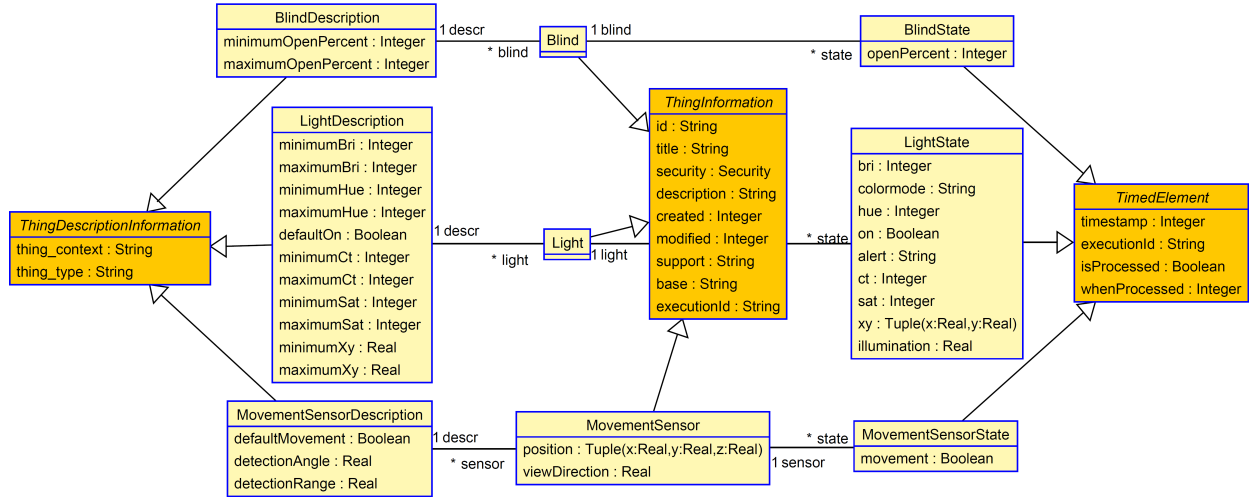 BlindDescription
minimumOpenPercent : Integer
maximumOpenPercent : Integer
1 descr
* blind
Blind
1 blind
* state
BlindState
openPercent : Integer
LightDescription
minimumBri : Integer
maximumBri : Integer
minimumHue : Integer
maximumHue : Integer
defaultOn : Boolean
minimumCt : Integer
maximumCt : Integer
minimumSat : Integer
maximumSat : Integer
minimumXy : Real
maximumXy : Real
ThingDescriptionInformation
thing_context : String
thing_type : String
1 descr
* light
Light
1 light
* state
ThingInformation
id : String
title : String
security : Security
description : String
created : Integer
modified : Integer
support : String
base : String
executionId : String
LightState
bri : Integer
colormode : String
hue : Integer
on : Boolean
alert : String
ct : Integer
sat : Integer
xy : Tuple(x:Real,y:Real)
illumination : Real
TimedElement
timestamp : Integer
executionId : String
isProcessed : Boolean
whenProcessed : Integer
MovementSensorDescription
defaultMovement : Boolean
detectionAngle : Real
detectionRange : Real
1 descr
* sensor
MovementSensor
position : Tuple(x:Real,y:Real,z:Real)
viewDirection : Real
* state
1 sensor
MovementSensorState
movement : Boolean